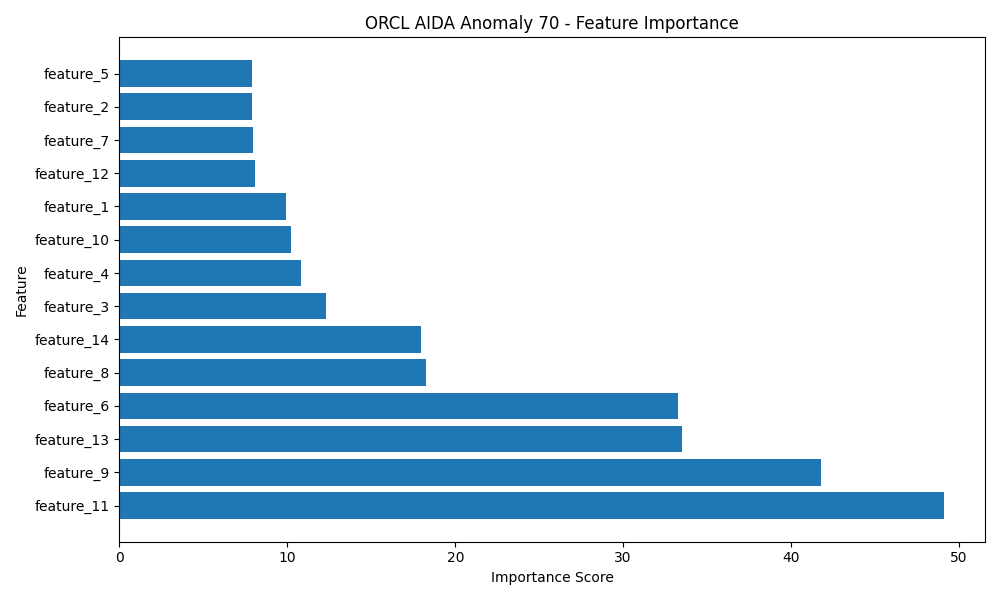 ORCL AIDA Anomaly 70 - Feature Importance
Feature
feature_5
feature_2
feature_7
feature_12
feature_1
feature_10
feature_4
feature_3
feature_14
feature_8
feature_6
feature_13
feature_9
feature_11
0 10 20 30 40 50
Importance Score